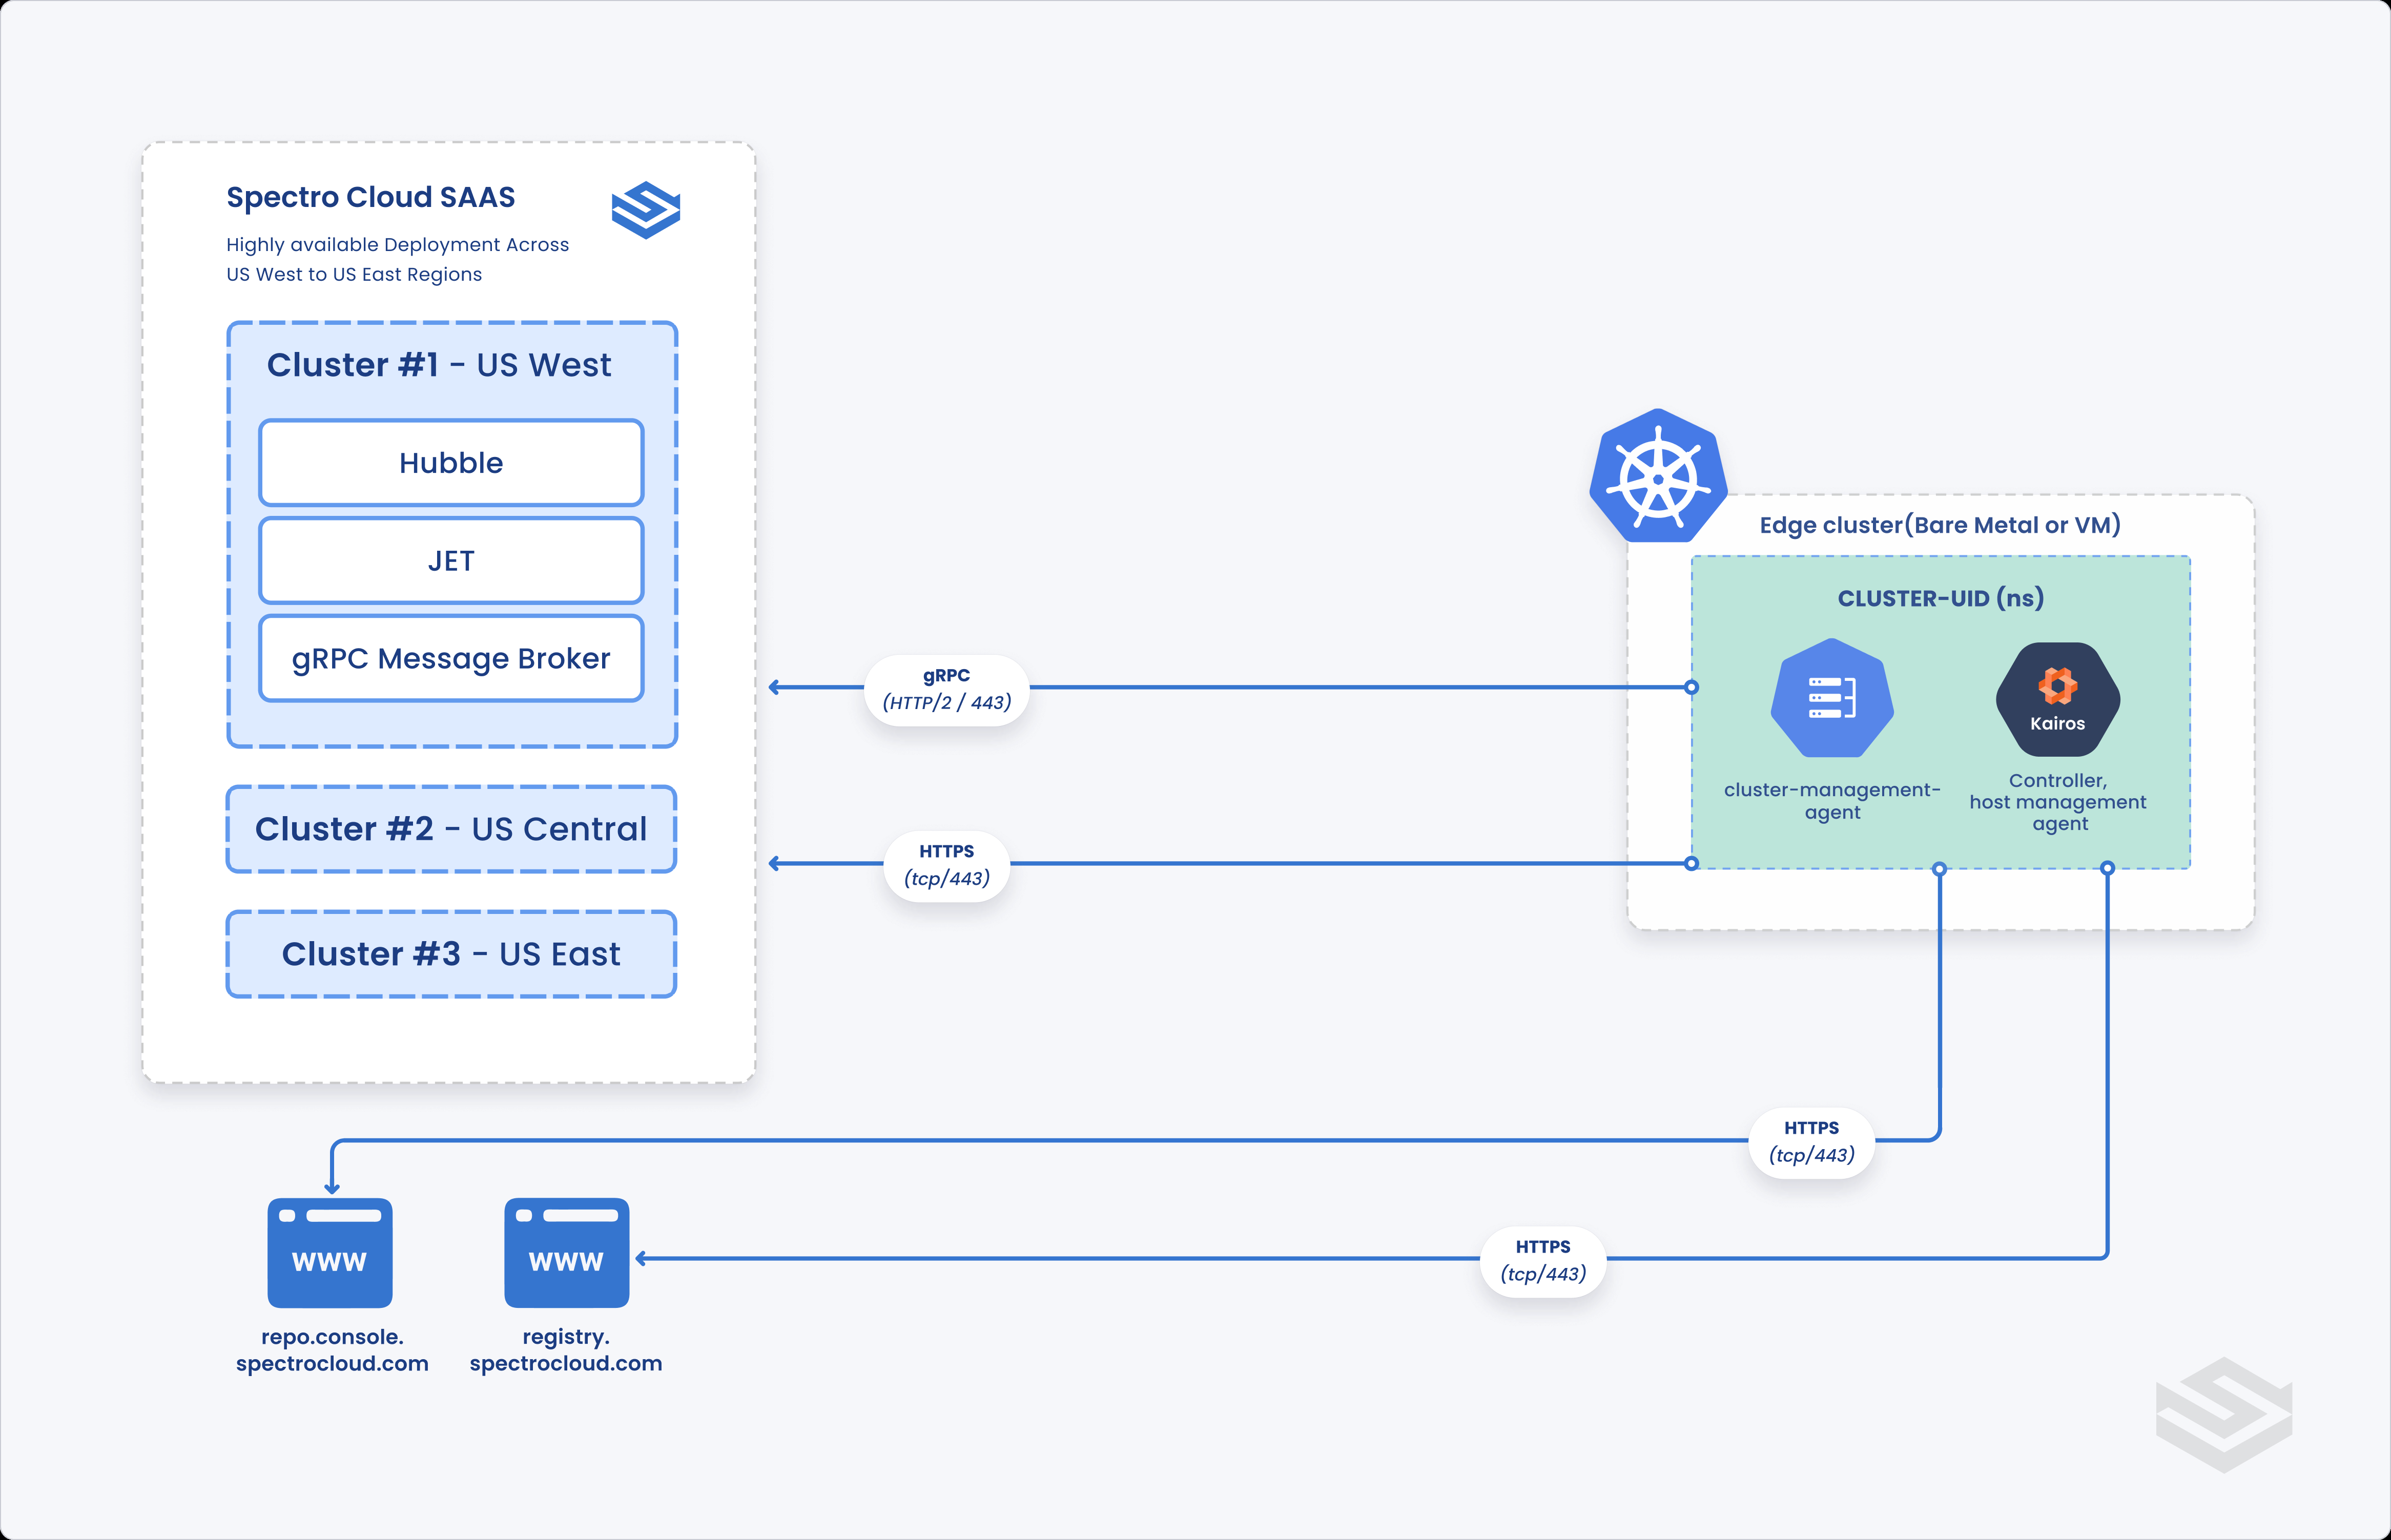 Spectro Cloud SAAS
Highly available Deployment Across
US West to US East Regions
Cluster #1 - US West
Hubble
JET
gRPC Message Broker
Cluster #2 - US Central
Cluster #3 - US East
gRPC
(HTTP/2 / 443)
HTTPS
(tcp/443)
Edge cluster(Bare Metal or VM)
CLUSTER-UID (ns)
cluster-management-
agent
Kairos
Controller,
host management
agent
HTTPS
(tcp/443)
HTTPS
(tcp/443)
WWW
repo.console.
spectrocloud.com
WWW
registry.
spectrocloud.com